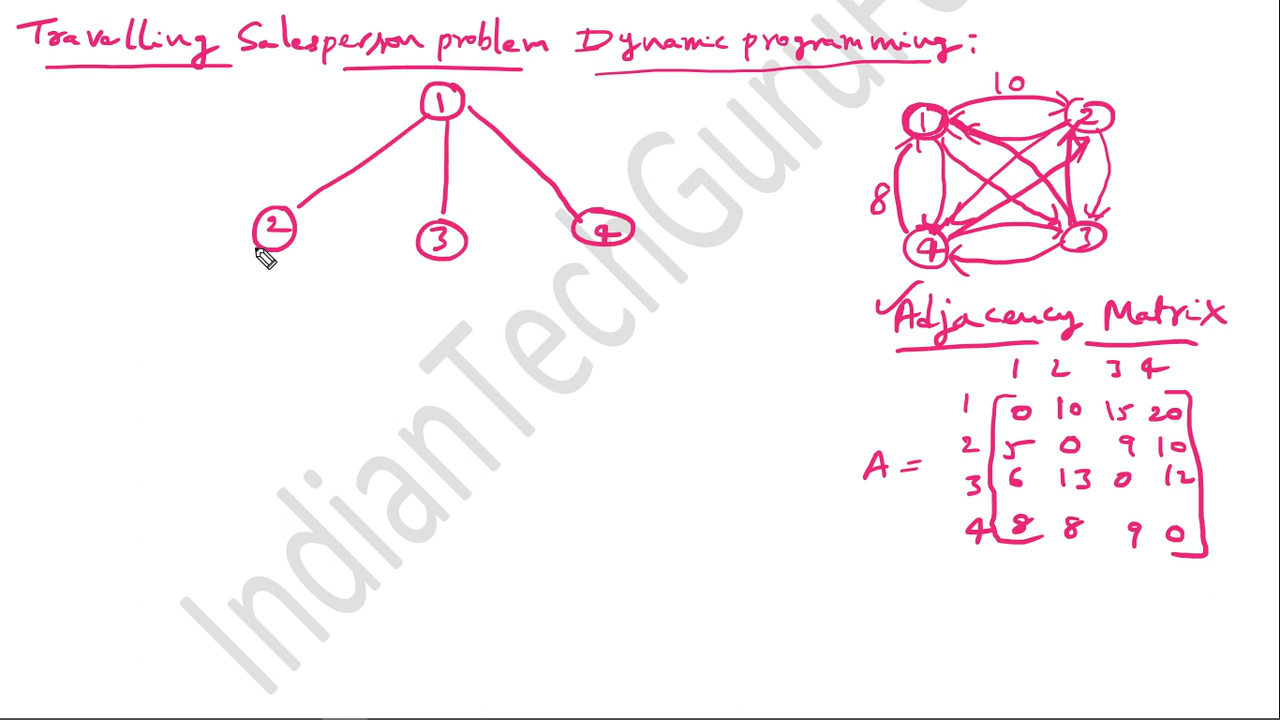 Travelling Salesperson problem Dynamic programming:
1
2 3 4
10
1 2
8
4 3
Adjacency Matrix
1 2 3 4
1 0 10 15 20
2 5 0 9 10
A =
3 6 13 0 12
4 8 8 9 0
IndianTechGuru